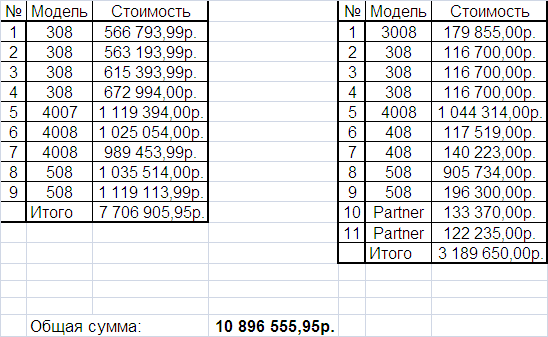 № Модель Стоимость
1 308 566 793,99р.
2 308 563 193,99р.
3 308 615 393,99р.
4 308 672 994,00р.
5 4007 1 119 394,00р.
6 4008 1 025 054,00р.
7 4008 989 453,99р.
8 508 1 035 514,00р.
9 508 1 119 113,99р.
Итого 7 706 905,95р.
№ Модель Стоимость
1 3008 179 855,00р.
2 308 116 700,00р.
3 308 116 700,00р.
4 308 116 700,00р.
5 4008 1 044 314,00р.
6 408 117 519,00р.
7 408 140 223,00р.
8 508 905 734,00р.
9 508 196 300,00р.
10 Partner 133 370,00р.
11 Partner 122 235,00р.
Итого 3 189 650,00р.
Общая сумма: 10 896 555,95р.